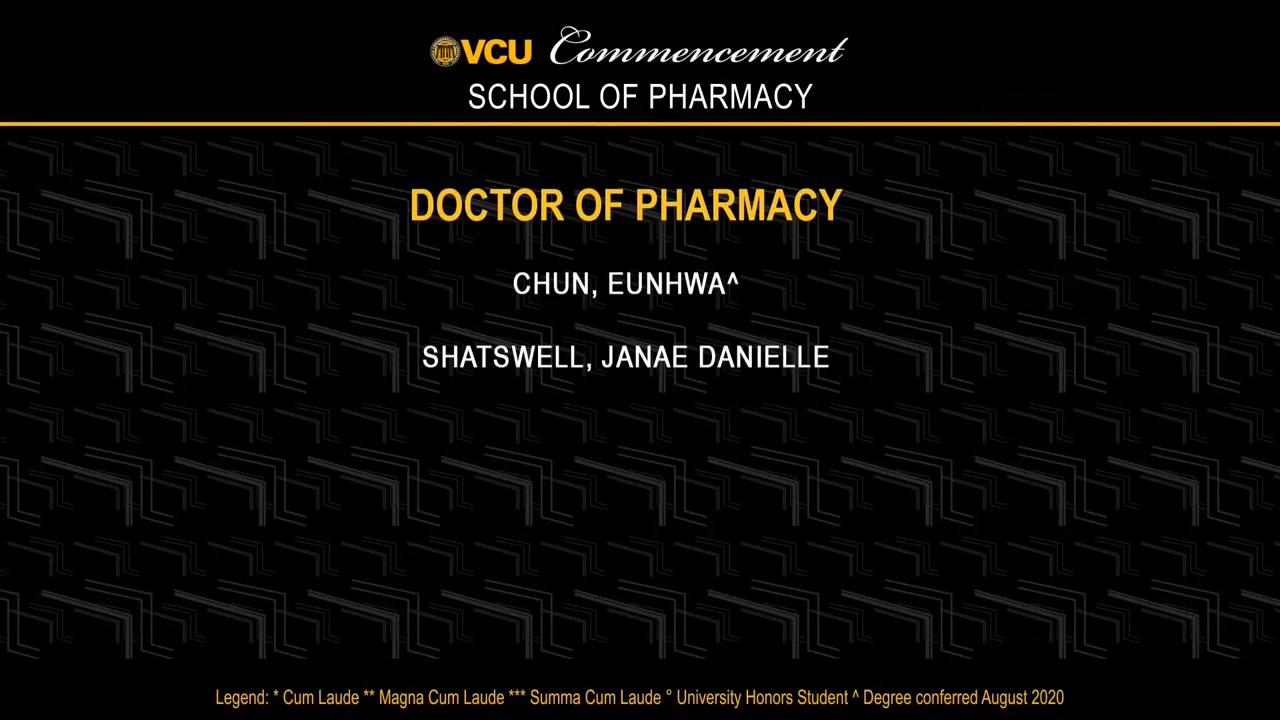 VCU Commencement
SCHOOL OF PHARMACY
DOCTOR OF PHARMACY
CHUN, EUNHWA^
SHATSWELL, JANAE DANIELLE
Legend: * Cum Laude ** Magna Cum Laude *** Summa Cum Laude ° University Honors Student ^ Degree conferred August 2020